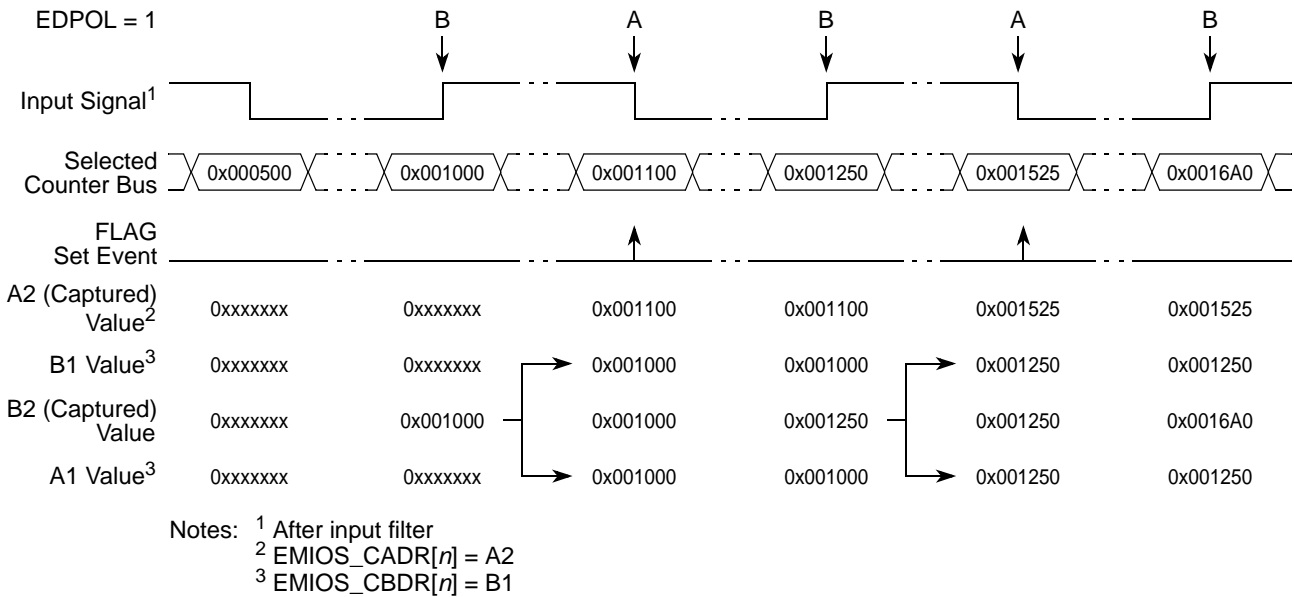 EDPOL = 1 B A B A B
Input Signal1
Selected
Counter Bus 0x000500 0x001000 0x001100 0x001250 0x001525 0x0016A0
FLAG
Set Event
A2 (Captured)
Value2 0xxxxxxx 0xxxxxxx 0x001100 0x001100 0x001525 0x001525
B1 Value3 0xxxxxxx 0xxxxxxx 0x001000 0x001000 0x001250 0x001250
B2 (Captured)
Value 0xxxxxxx 0x001000 0x001000 0x001250 0x001250 0x0016A0
A1 Value3 0xxxxxxx 0xxxxxxx 0x001000 0x001000 0x001250 0x001250
Notes: 1 After input filter
2 EMIOS_CADR[n] = A2
3 EMIOS_CBDR[n] = B1